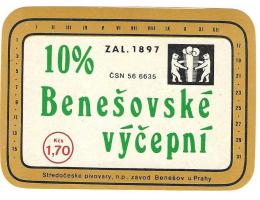 ZAL. 1897
10%
ČSN 56 6635
Benešovské
výčepní
Kčs
1,70
Středočeské pivovary, n.p., závod Benešov u Prahy